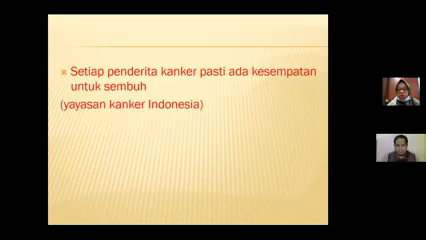 Setiap penderita kanker pasti ada kesempatan
untuk sembuh
(yayasan kanker Indonesia)